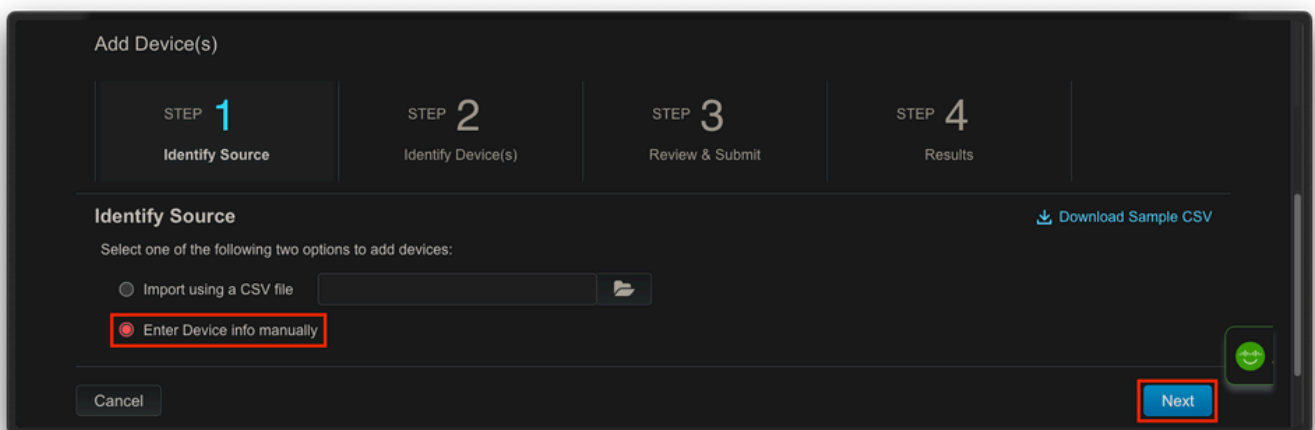 Add Device(s)
STEP 1
Identify Source
STEP 2
Identify Device(s)
STEP 3
Review & Submit
STEP 4
Results
Identify Source
Download Sample CSV
Select one of the following two options to add devices:
Import using a CSV file
Enter Device info manually
Cancel
Next